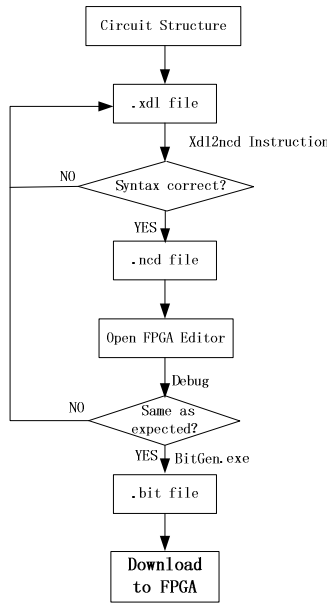 Circuit Structure
.xdl file
Xdl2ncd Instruction
NO
Syntax correct?
YES
.ncd file
Open FPGA Editor
Debug
NO
Same as
expected?
YES
BitGen.exe
.bit file
Download
to FPGA